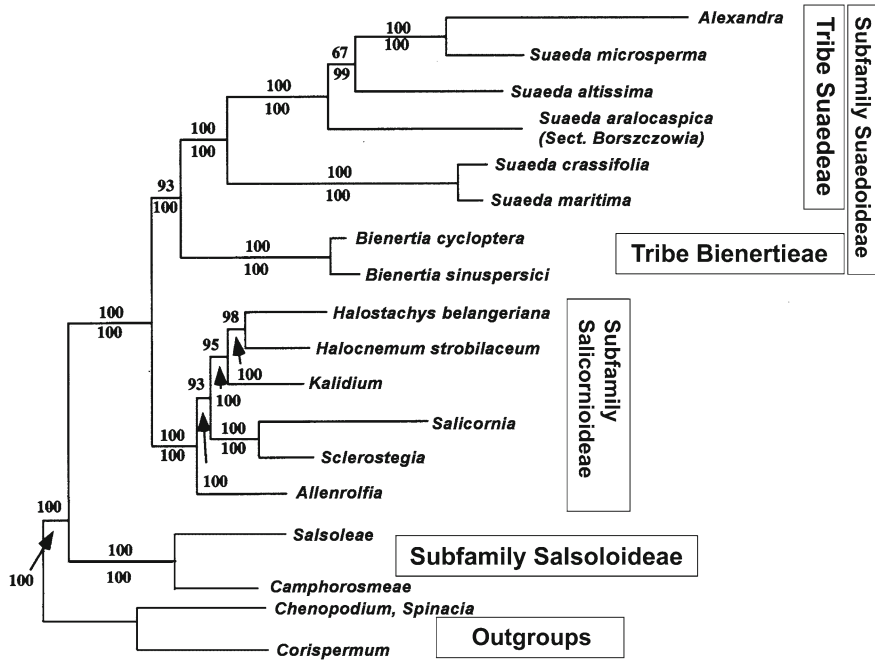 Alexandra
100
100
Suaeda microsperma
67
99
Suaeda altissima
100
100
Suaeda aralocaspica
(Sect. Borszczowia)
100
100
Suaeda crassifolia
100
100
Suaeda maritima
Tribe Suaedeae
Subfamily Suaedoideae
93
100
Bienertia cycloptera
100
100
Bienertia sinuspersici
Tribe Bienertieae
Halostachys belangeriana
98
100
Halocnemum strobilaceum
95
100
Kalidium
93
100
Salicornia
100
100
Sclerostegia
100
100
Allenrolfia
Subfamily
Salicornioideae
100
100
100
100
Salsoleae
100
100
Camphorosmeae
Subfamily Salsoloideae
Chenopodium, Spinacia
Corispermum
Outgroups